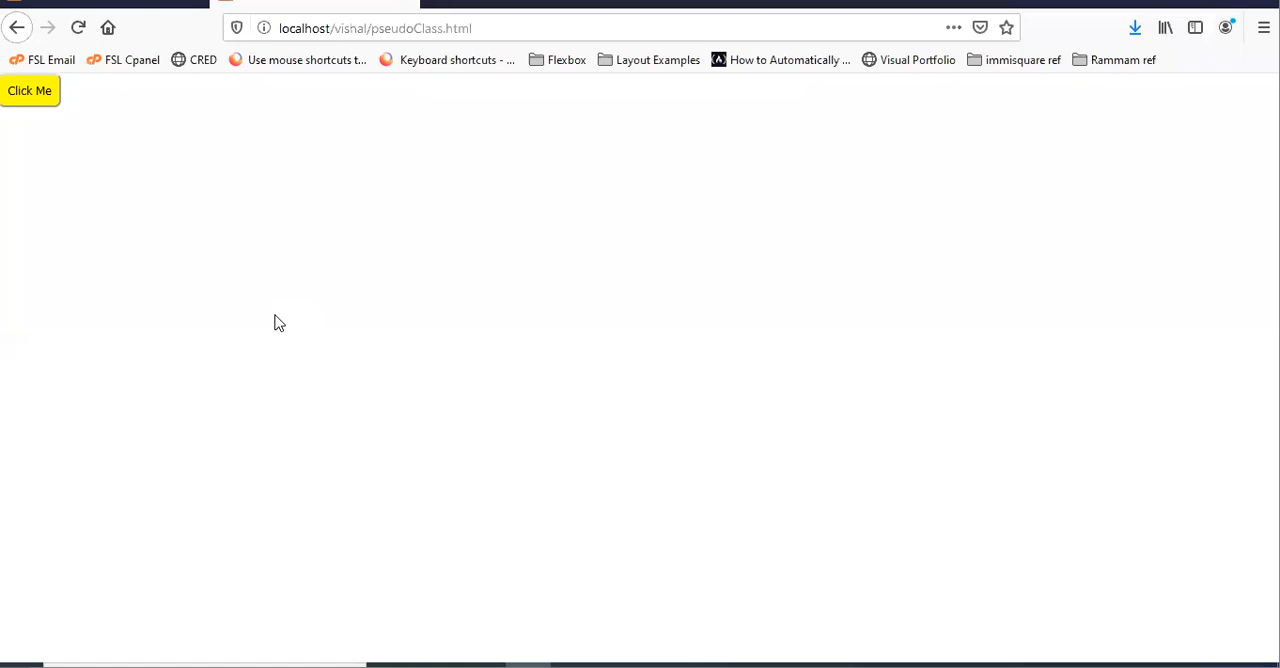 localhost/vishal/pseudoClass.html
FSL Email FSL Cpanel CRED Use mouse shortcuts t... Keyboard shortcuts - ... Flexbox Layout Examples How to Automatically ... Visual Portfolio immisquare ref Rammam ref
Click Me